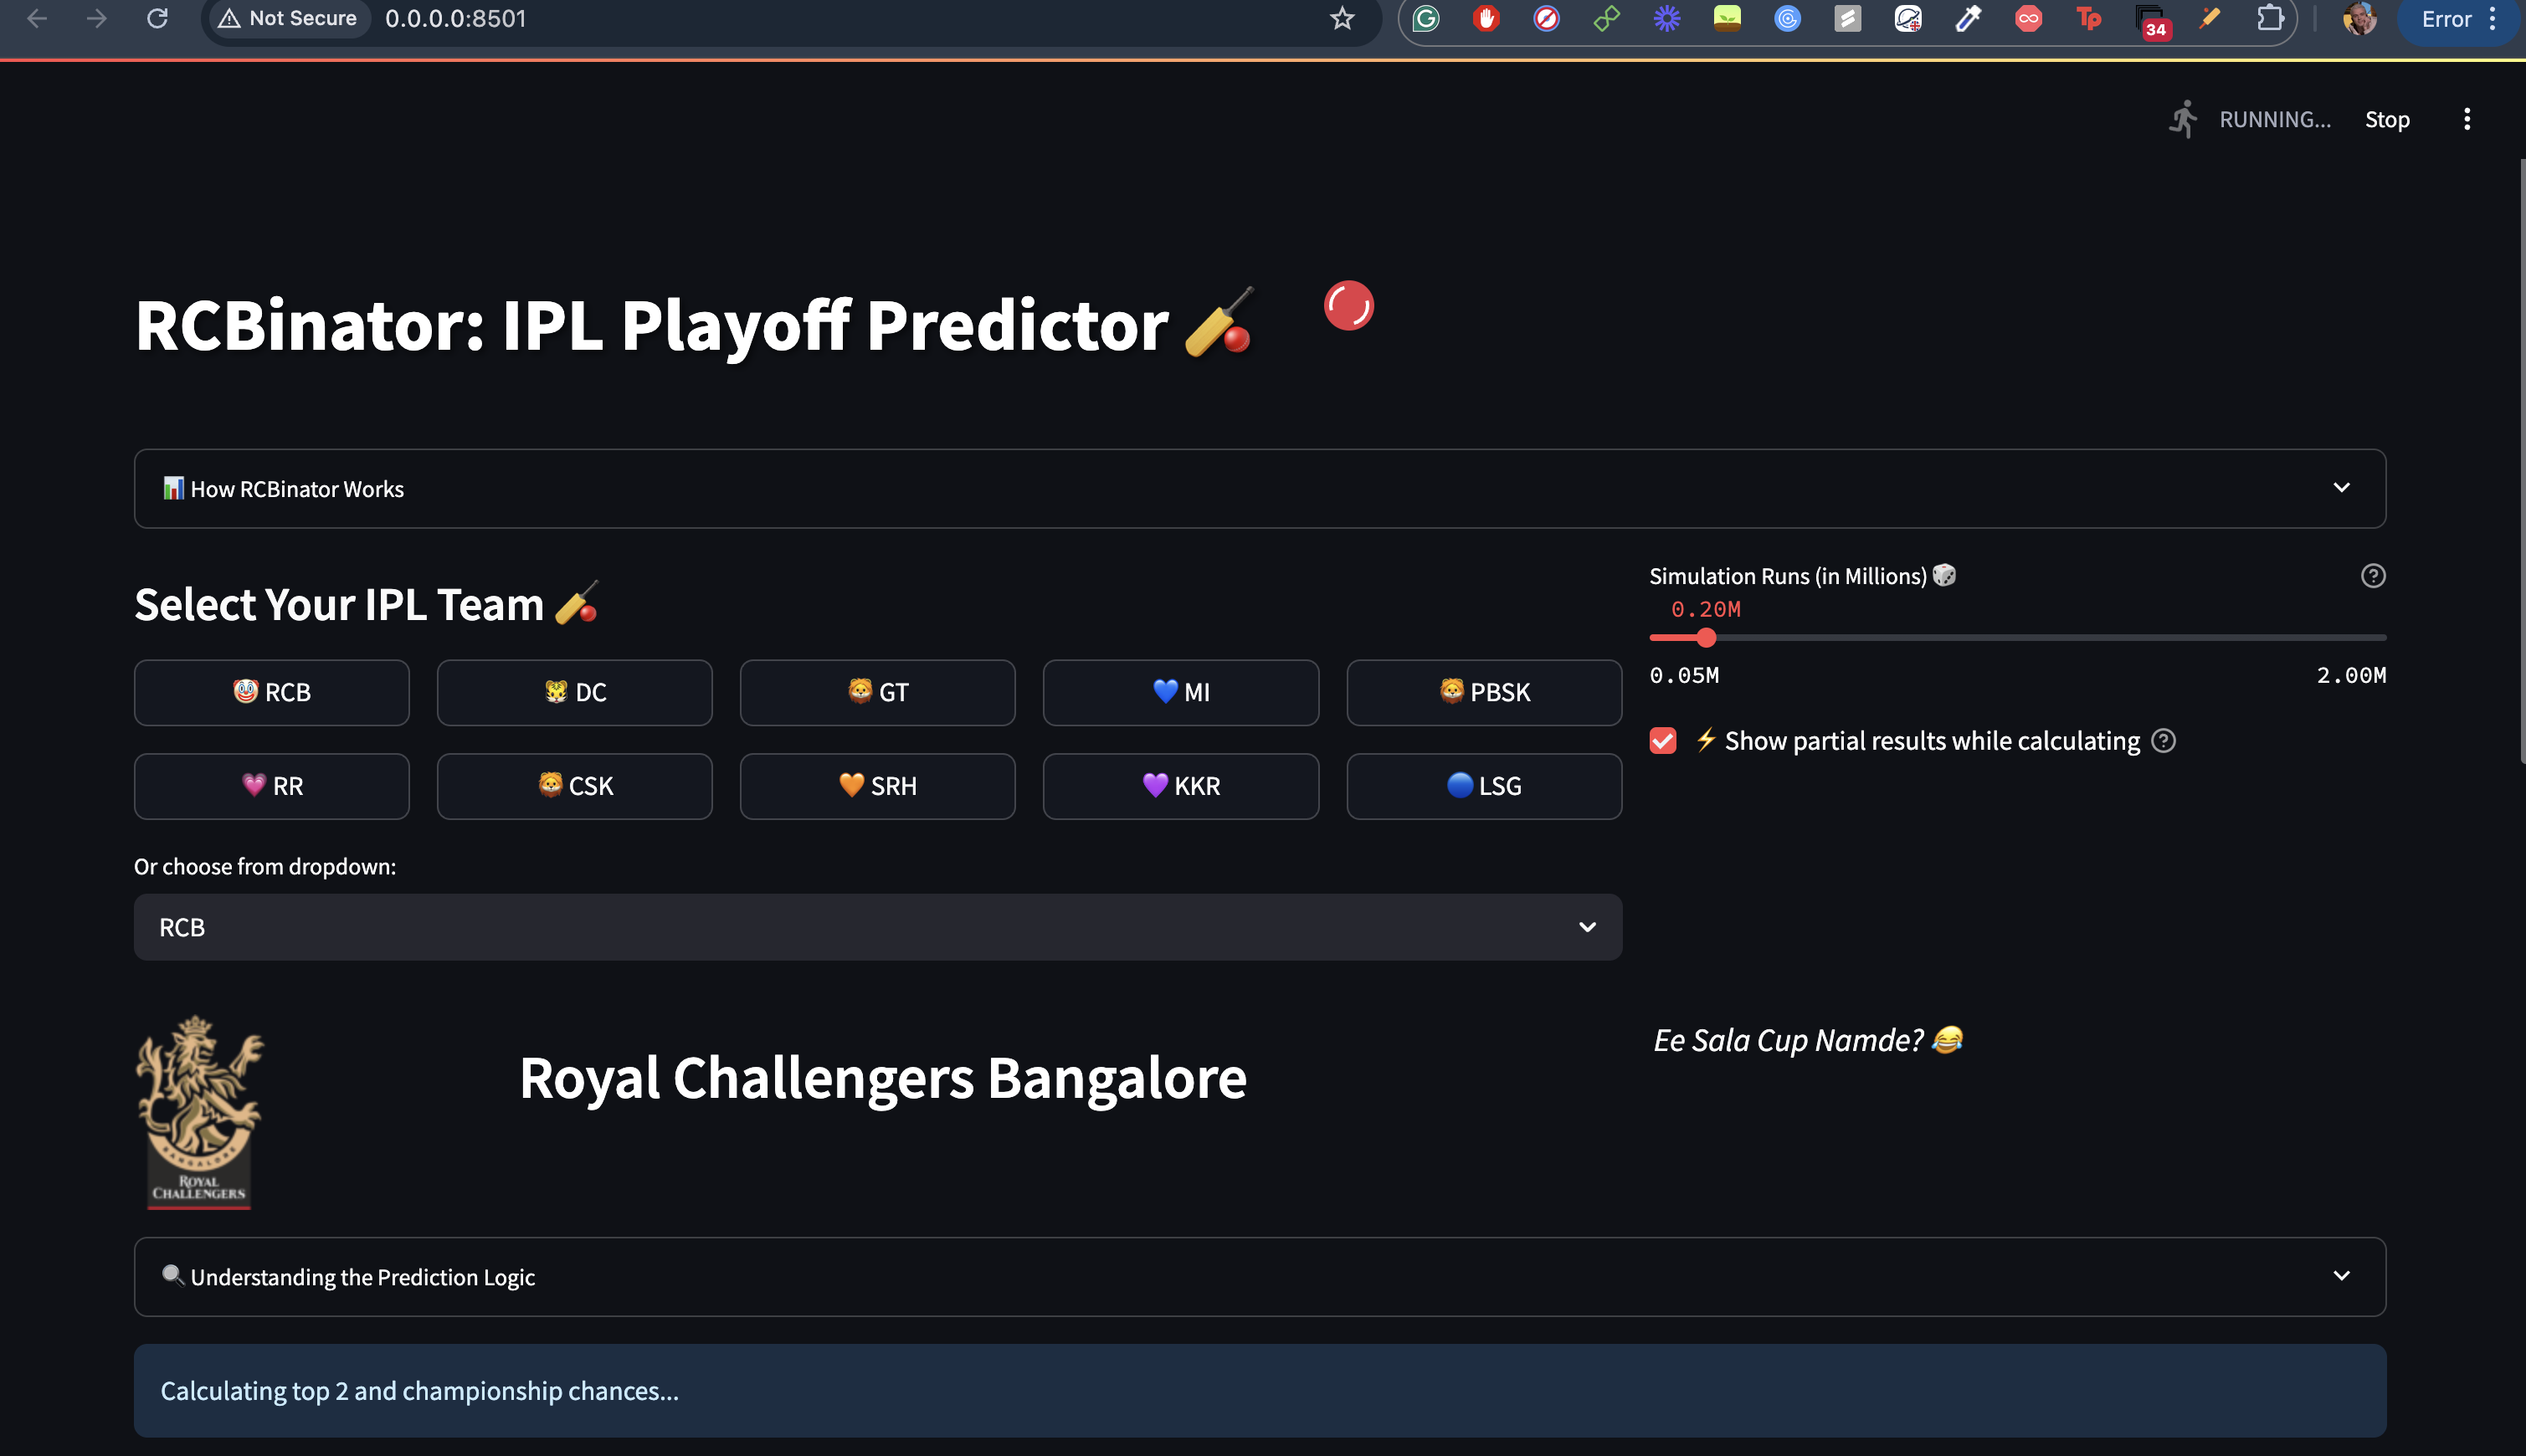 Not Secure 0.0.0.0:8501 34 Error
RUNNING... Stop
RCBinator: IPL Playoff Predictor
How RCBinator Works
Select Your IPL Team
Simulation Runs (in Millions)
0.20M
0.05M 2.00M
RCB DC GT MI PBSK
Show partial results while calculating
RR CSK SRH KKR LSG
Or choose from dropdown:
RCB
Royal Challengers Bangalore
Ee Sala Cup Namde?
BANGALORE
ROYAL
CHALLENGERS
Understanding the Prediction Logic
Calculating top 2 and championship chances...